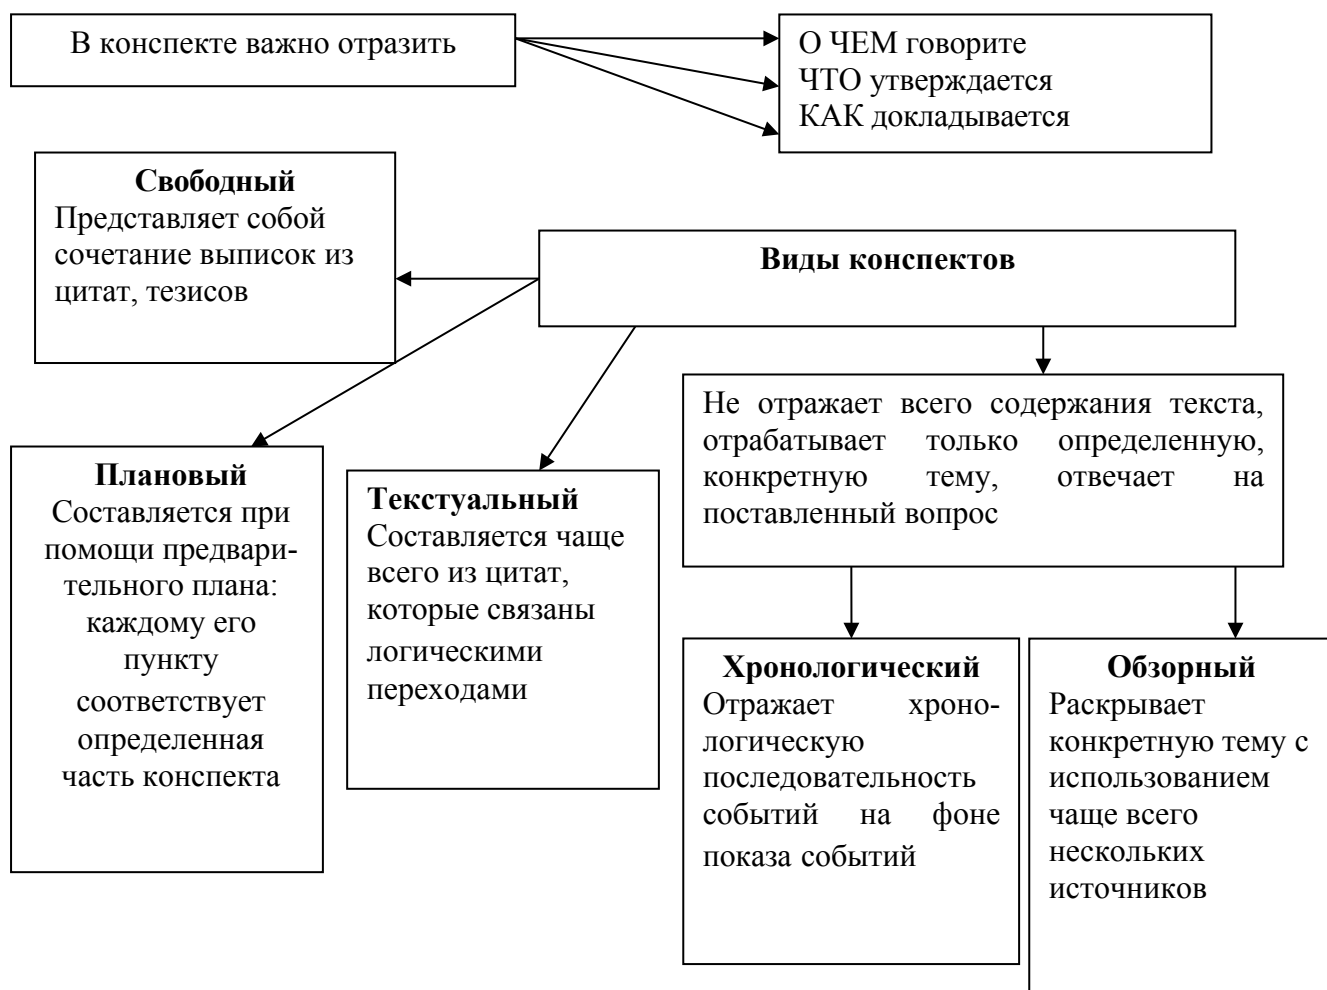 В конспекте важно отразить
О ЧЕМ говорите
ЧТО утверждается
КАК докладывается
Свободный
Представляет собой
сочетание выписок из
цитат, тезисов
Виды конспектов
Не отражает всего содержания текста,
отрабатывает только определенную,
конкретную тему, отвечает на
поставленный вопрос
Плановый
Составляется при
помощи предвари-
тельного плана:
каждому его
пункту
соответствует
определенная
часть конспекта
Текстуальный
Составляется чаще
всего из цитат,
которые связаны
логическими
переходами
Хронологический
Отражает хроно-
логическую
последовательность
событий на фоне
показа событий
Обзорный
Раскрывает
конкретную тему с
использованием
чаще всего
нескольких
источников